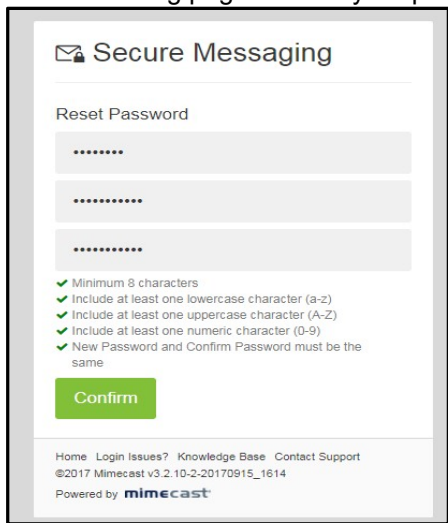 Secure Messaging
Reset Password
••••••••
•••••••••••
•••••••••••
✔ Minimum 8 characters
✔ Include at least one lowercase character (a-z)
✔ Include at least one uppercase character (A-Z)
✔ Include at least one numeric character (0-9)
✔ New Password and Confirm Password must be the
same
Confirm
Home Login Issues? Knowledge Base Contact Support
©2017 Mimecast v3.2.10-2-20170915_1614
Powered by mimecast